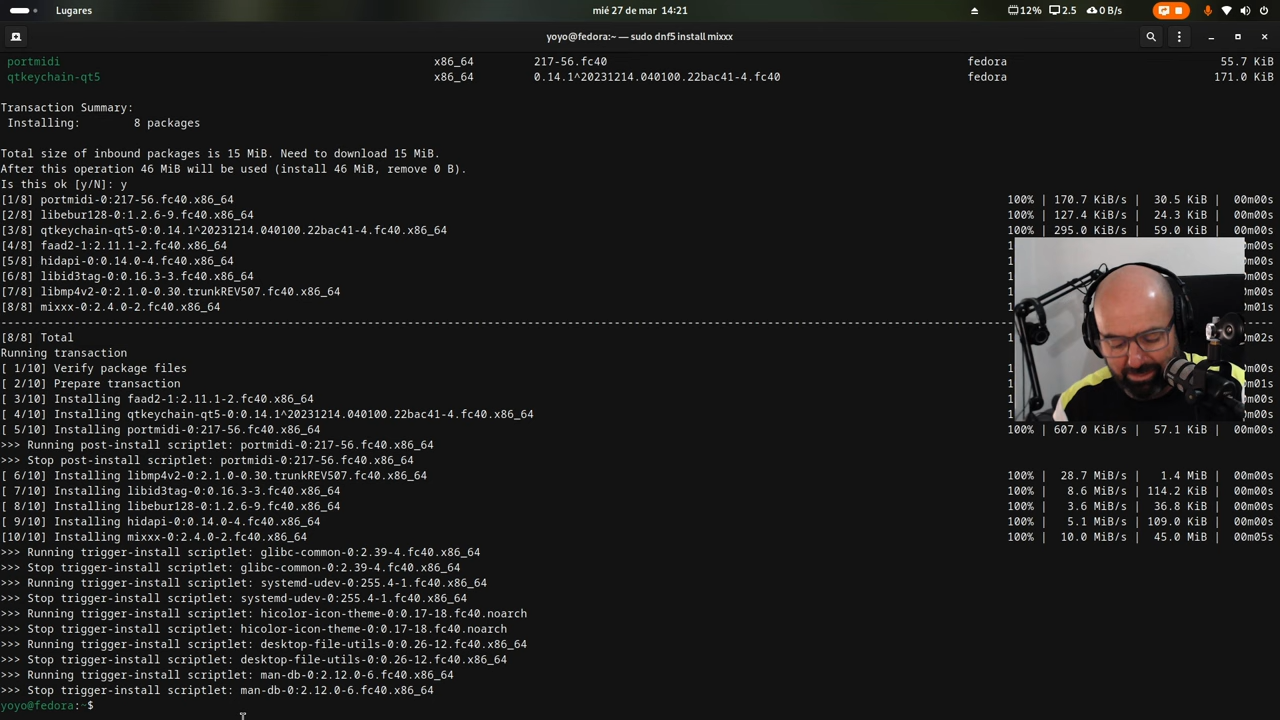 Lugares mié 27 de mar 14:21 12% 2.5 0 B/s
yoyo@fedora:~ — sudo dnf5 install mixxx
portmidi x86_64 217-56.fc40 fedora 55.7 KiB
qtkeychain-qt5 x86_64 0.14.1^20231214.040100.22bac41-4.fc40 fedora 171.0 KiB
Transaction Summary:
Installing: 8 packages
Total size of inbound packages is 15 MiB. Need to download 15 MiB.
After this operation 46 MiB will be used (install 46 MiB, remove 0 B).
Is this ok [y/N]: y
[1/8] portmidi-0:217-56.fc40.x86_64 100% | 170.7 KiB/s | 30.5 KiB | 00m00s
[2/8] libebur128-0:1.2.6-9.fc40.x86_64 100% | 127.4 KiB/s | 24.3 KiB | 00m00s
[3/8] qtkeychain-qt5-0:0.14.1^20231214.040100.22bac41-4.fc40.x86_64 100% | 295.0 KiB/s | 59.0 KiB | 00m00s
[4/8] faad2-1:2.11.1-2.fc40.x86_64
[5/8] hidapi-0:0.14.0-4.fc40.x86_64
[6/8] libid3tag-0:0.16.3-3.fc40.x86_64
[7/8] libmp4v2-0:2.1.0-0.30.trunkREV507.fc40.x86_64
[8/8] mixxx-0:2.4.0-2.fc40.x86_64
--------------------------------------------------------------------------------
[8/8] Total
Running transaction
[ 1/10] Verify package files
[ 2/10] Prepare transaction
[ 3/10] Installing faad2-1:2.11.1-2.fc40.x86_64
[ 4/10] Installing qtkeychain-qt5-0:0.14.1^20231214.040100.22bac41-4.fc40.x86_64
[ 5/10] Installing portmidi-0:217-56.fc40.x86_64 100% | 607.0 KiB/s | 57.1 KiB | 00m00s
>>> Running post-install scriptlet: portmidi-0:217-56.fc40.x86_64
>>> Stop post-install scriptlet: portmidi-0:217-56.fc40.x86_64
[ 6/10] Installing libmp4v2-0:2.1.0-0.30.trunkREV507.fc40.x86_64 100% | 28.7 MiB/s | 1.4 MiB | 00m00s
[ 7/10] Installing libid3tag-0:0.16.3-3.fc40.x86_64 100% | 8.6 MiB/s | 114.2 KiB | 00m00s
[ 8/10] Installing libebur128-0:1.2.6-9.fc40.x86_64 100% | 3.6 MiB/s | 36.8 KiB | 00m00s
[ 9/10] Installing hidapi-0:0.14.0-4.fc40.x86_64 100% | 5.1 MiB/s | 109.0 KiB | 00m00s
[10/10] Installing mixxx-0:2.4.0-2.fc40.x86_64 100% | 10.0 MiB/s | 45.0 MiB | 00m05s
>>> Running trigger-install scriptlet: glibc-common-0:2.39-4.fc40.x86_64
>>> Stop trigger-install scriptlet: glibc-common-0:2.39-4.fc40.x86_64
>>> Running trigger-install scriptlet: systemd-udev-0:255.4-1.fc40.x86_64
>>> Stop trigger-install scriptlet: systemd-udev-0:255.4-1.fc40.x86_64
>>> Running trigger-install scriptlet: hicolor-icon-theme-0:0.17-18.fc40.noarch
>>> Stop trigger-install scriptlet: hicolor-icon-theme-0:0.17-18.fc40.noarch
>>> Running trigger-install scriptlet: desktop-file-utils-0:0.26-12.fc40.x86_64
>>> Stop trigger-install scriptlet: desktop-file-utils-0:0.26-12.fc40.x86_64
>>> Running trigger-install scriptlet: man-db-0:2.12.0-6.fc40.x86_64
>>> Stop trigger-install scriptlet: man-db-0:2.12.0-6.fc40.x86_64
yoyo@fedora:~$